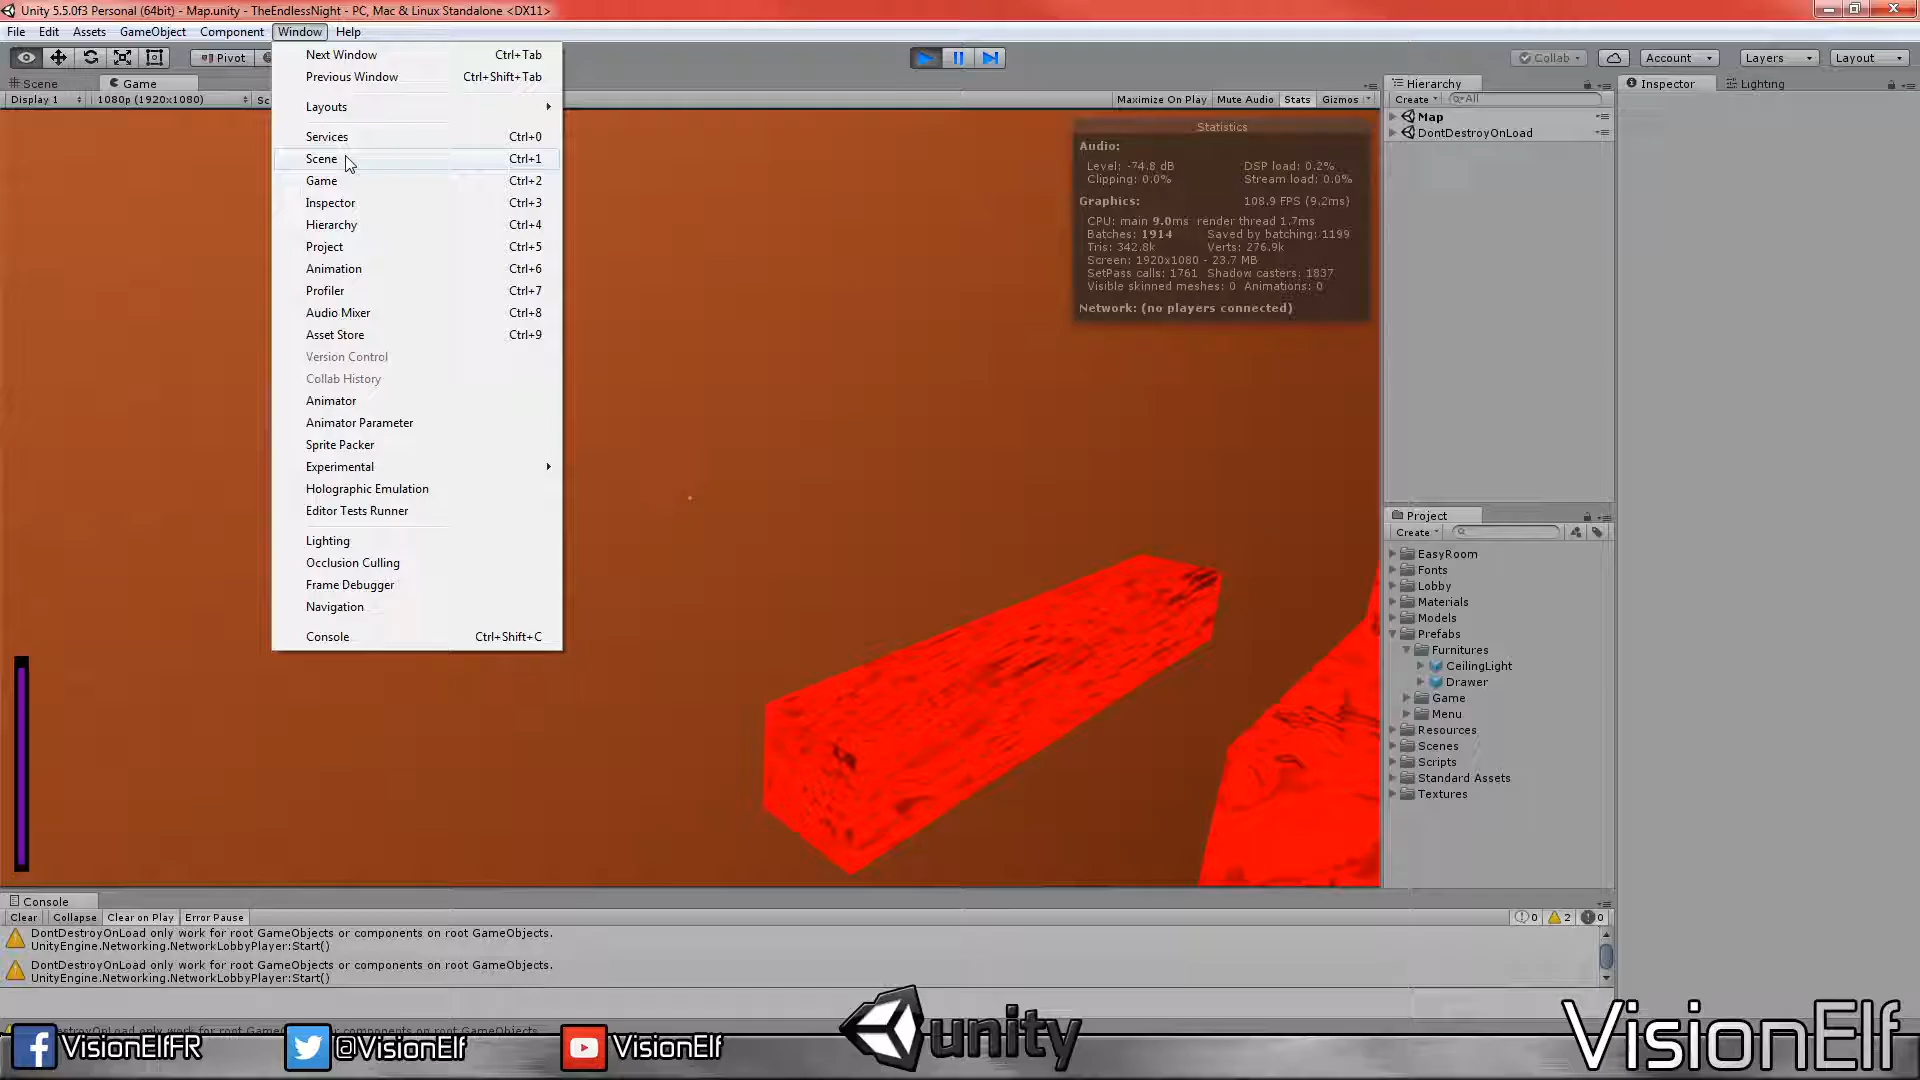 Unity 5.5.0f3 Personal (64bit) - Map.unity - TheEndlessNight - PC, Mac & Linux Standalone <DX11>
File Edit Assets GameObject Component Window Help
Pivot
Collab
Account
Layers
Layout
Scene
Game
Display 1
1080p (1920x1080)
Sc
Maximize On Play
Mute Audio
Stats
Gizmos
Next Window Ctrl+Tab
Previous Window Ctrl+Shift+Tab
Layouts
Services Ctrl+0
Scene Ctrl+1
Game Ctrl+2
Inspector Ctrl+3
Hierarchy Ctrl+4
Project Ctrl+5
Animation Ctrl+6
Profiler Ctrl+7
Audio Mixer Ctrl+8
Asset Store Ctrl+9
Version Control
Collab History
Animator
Animator Parameter
Sprite Packer
Experimental
Holographic Emulation
Editor Tests Runner
Lighting
Occlusion Culling
Frame Debugger
Navigation
Console Ctrl+Shift+C
Statistics
Audio:
Level: -74.8 dB DSP load: 0.2%
Clipping: 0.0% Stream load: 0.0%
Graphics: 108.9 FPS (9.2ms)
CPU: main 9.0ms render thread 1.7ms
Batches: 1914 Saved by batching: 1199
Tris: 342.8k Verts: 276.9k
Screen: 1920x1080 - 23.7 MB
SetPass calls: 1761 Shadow casters: 1837
Visible skinned meshes: 0 Animations: 0
Network: (no players connected)
Hierarchy
Create
All
Map
DontDestroyOnLoad
Inspector
Lighting
Project
Create
EasyRoom
Fonts
Lobby
Materials
Models
Prefabs
Furnitures
CeilingLight
Drawer
Game
Menu
Resources
Scenes
Scripts
Standard Assets
Textures
Console
Clear Collapse Clear on Play Error Pause
0 2 0
DontDestroyOnLoad only work for root GameObjects or components on root GameObjects.
UnityEngine.Networking.NetworkLobbyPlayer:Start()
DontDestroyOnLoad only work for root GameObjects or components on root GameObjects.
UnityEngine.Networking.NetworkLobbyPlayer:Start()
VisionElfFR
@VisionElf
VisionElf
unity
VisionElf